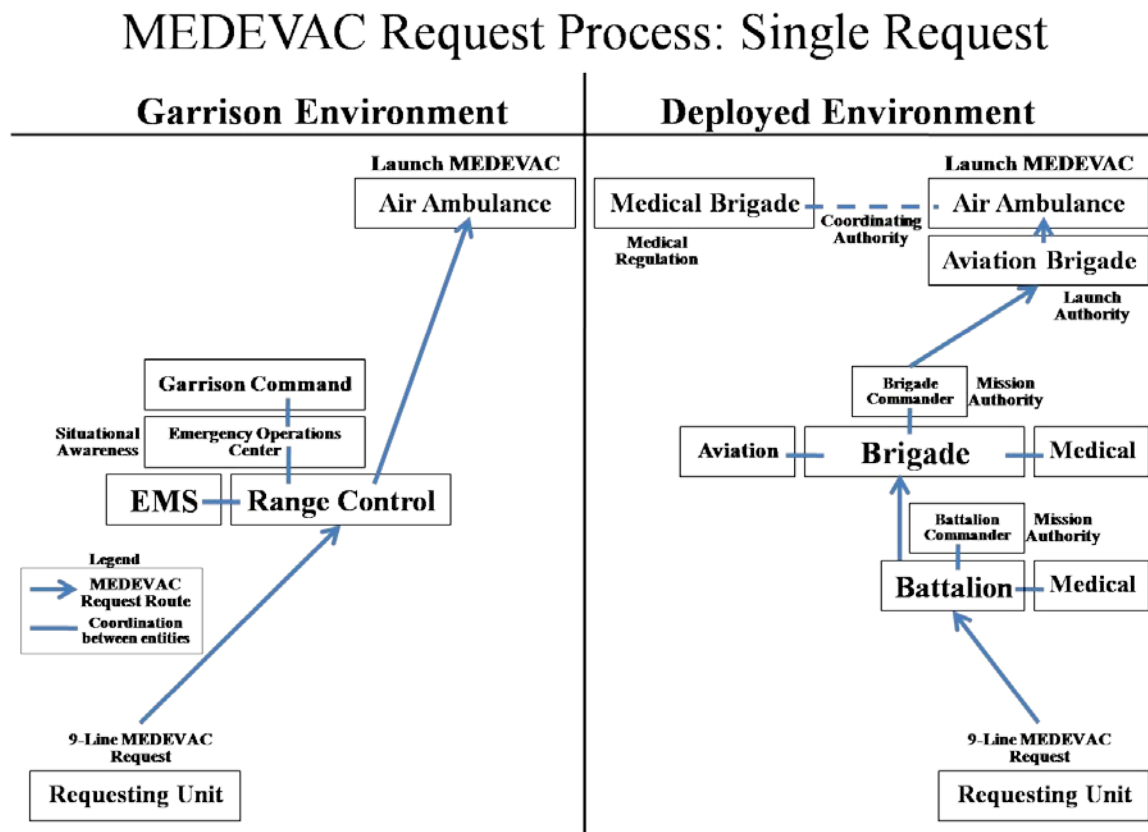 MEDEVAC Request Process: Single Request
Garrison Environment
Launch MEDEVAC
Air Ambulance
Garrison Command
Situational
Awareness
Emergency Operations
Center
EMS
Range Control
Legend
MEDEVAC
Request Route
Coordination
between entities
9-Line MEDEVAC
Request
Requesting Unit
Deployed Environment
Launch MEDEVAC
Medical Brigade
Coordinating
Authority
Air Ambulance
Medical
Regulation
Aviation Brigade
Launch
Authority
Brigade
Commander
Mission
Authority
Aviation
Brigade
Medical
Battalion
Commander
Mission
Authority
Battalion
Medical
9-Line MEDEVAC
Request
Requesting Unit